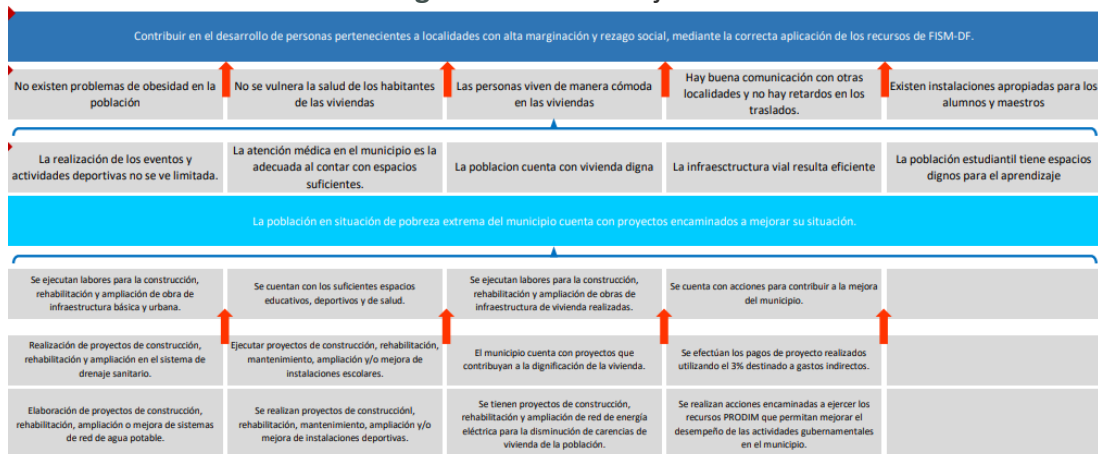 Contribuir en el desarrollo de personas pertenecientes a localidades con alta marginación y rezago social, mediante la correcta aplicación de los recursos de FISM-DF.
No existen problemas de obesidad en la
población
No se vulnera la salud de los habitantes
de las viviendas
Las personas viven de manera cómoda
en las viviendas
Hay buena comunicación con otras
localidades y no hay retardos en los
traslados.
Existen instalaciones apropiadas para los
alumnos y maestros
La realización de los eventos y
actividades deportivas no se ve limitada.
La atención médica en el municipio es la
adecuada al contar con espacios
suficientes.
La poblacion cuenta con vivienda digna
La infraesctructura vial resulta eficiente
La población estudiantil tiene espacios
dignos para el aprendizaje
La población en situación de pobreza extrema del municipio cuenta con proyectos encaminados a mejorar su situación.
Se ejecutan labores para la construcción,
rehabilitación y ampliación de obra de
infraestructura básica y urbana.
Se cuentan con los suficientes espacios
educativos, deportivos y de salud.
Se ejecutan labores para la construcción,
rehabilitación y ampliación de obras de
infraestructura de vivienda realizadas.
Se cuenta con acciones para contribuir a la mejora
del municipio.
Realización de proyectos de construcción,
rehabilitación y ampliación en el sistema de
drenaje sanitario.
Ejecutar proyectos de construcción, rehabilitación,
mantenimiento, ampliación y/o mejora de
instalaciones escolares.
El municipio cuenta con proyectos que
contribuyan a la dignificación de la vivienda.
Se efectúan los pagos de proyecto realizados
utilizando el 3% destinado a gastos indirectos.
Elaboración de proyectos de construcción,
rehabilitación, ampliación o mejora de sistemas
de red de agua potable.
Se realizan proyectos de construcciónl,
rehabilitación, mantenimiento, ampliación y/o
mejora de instalaciones deportivas.
Se tienen proyectos de construcción,
rehabilitación y ampliación de red de energía
eléctrica para la disminución de carencias de
vivienda de la población.
Se realizan acciones encaminadas a ejercer los
recursos PRODIM que permitan mejorar el
desempeño de las actividades gubernamentales
en el municipio.